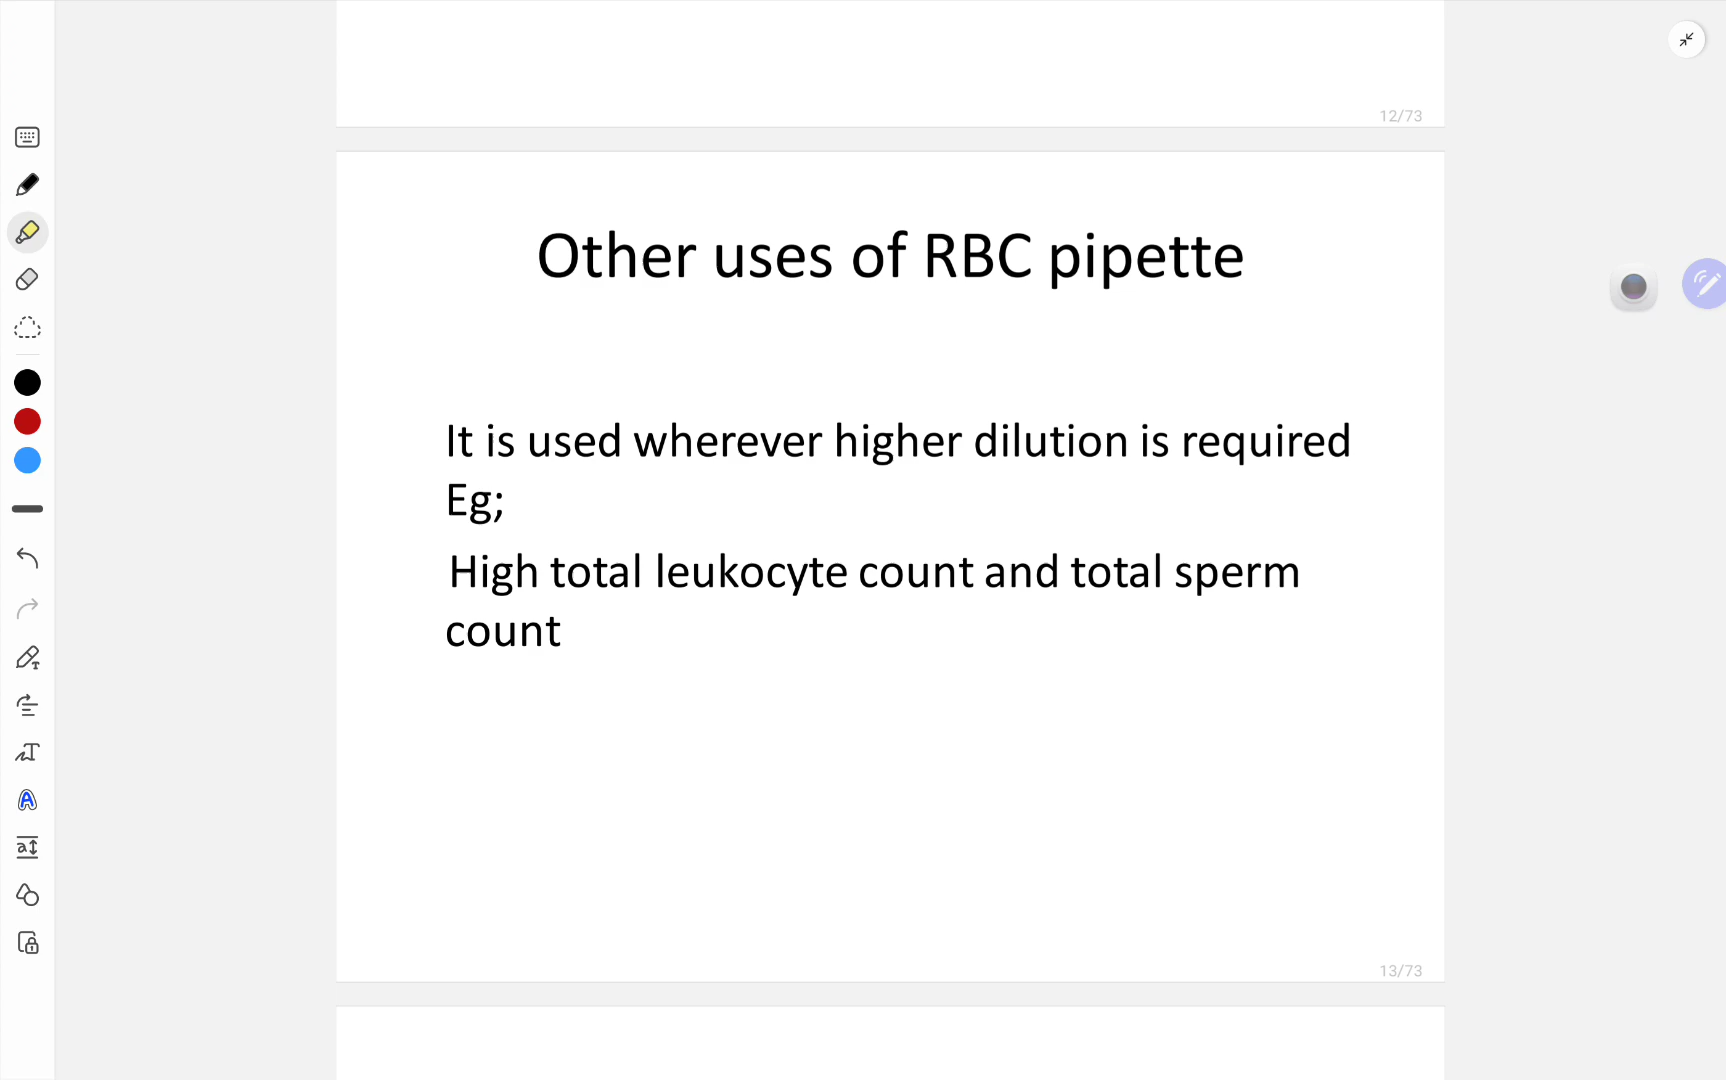 12/73
Other uses of RBC pipette
It is used wherever higher dilution is required
Eg;
High total leukocyte count and total sperm
count
13/73